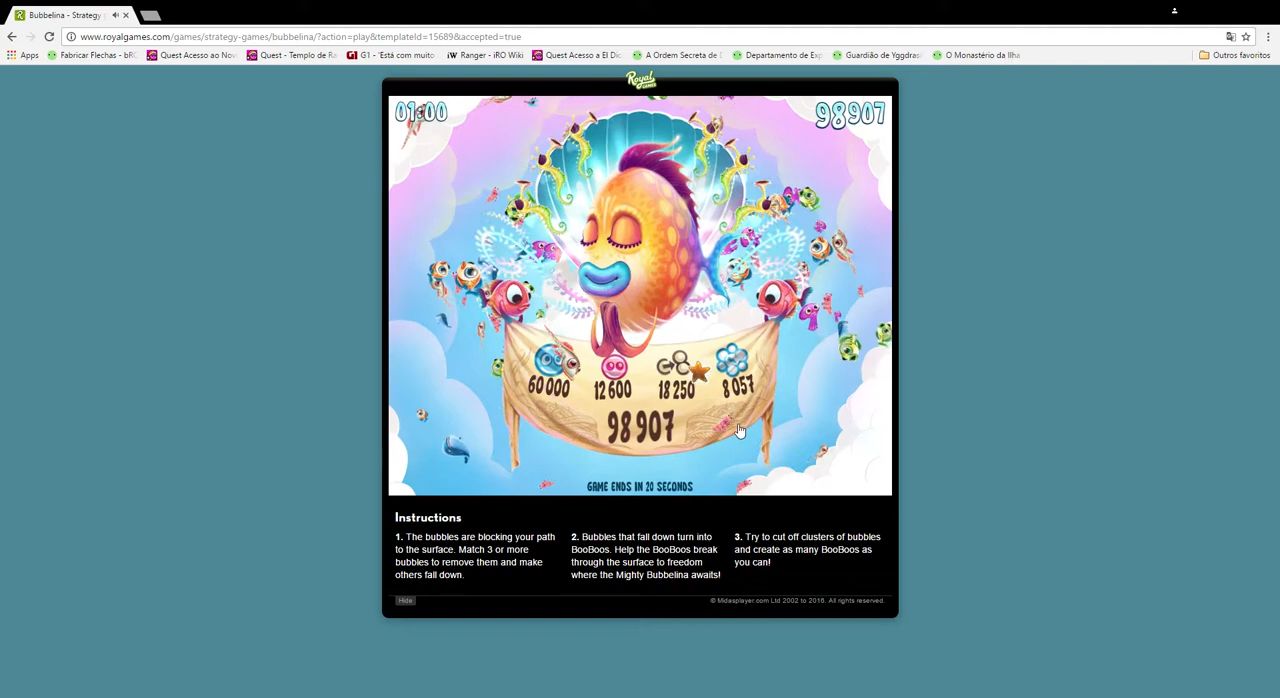 Bubbelina - Strategy
www.royalgames.com/games/strategy-games/bubbelina/?action=play&templateId=15689&accepted=true
Apps Fabricar Flechas - bRO Quest Acesso ao Nov Quest - Templo de Ra G1 - 'Está com muito Ranger - iRO Wiki Quest Acesso a El Dic A Ordem Secreta de Departamento de Exp Guardião de Yggdras O Monastério da Ilha Outros favoritos
Royal GAMES
01:00 98907
60 000 12 600 18 250 8 057
98 907
GAME ENDS IN 20 SECONDS
Instructions
1. The bubbles are blocking your path
to the surface. Match 3 or more
bubbles to remove them and make
others fall down.
2. Bubbles that fall down turn into
BooBoos. Help the BooBoos break
through the surface to freedom
where the Mighty Bubbelina awaits!
3. Try to cut off clusters of bubbles
and create as many BooBoos as
you can!
Hide © Midasplayer.com Ltd 2002 to 2016. All rights reserved.